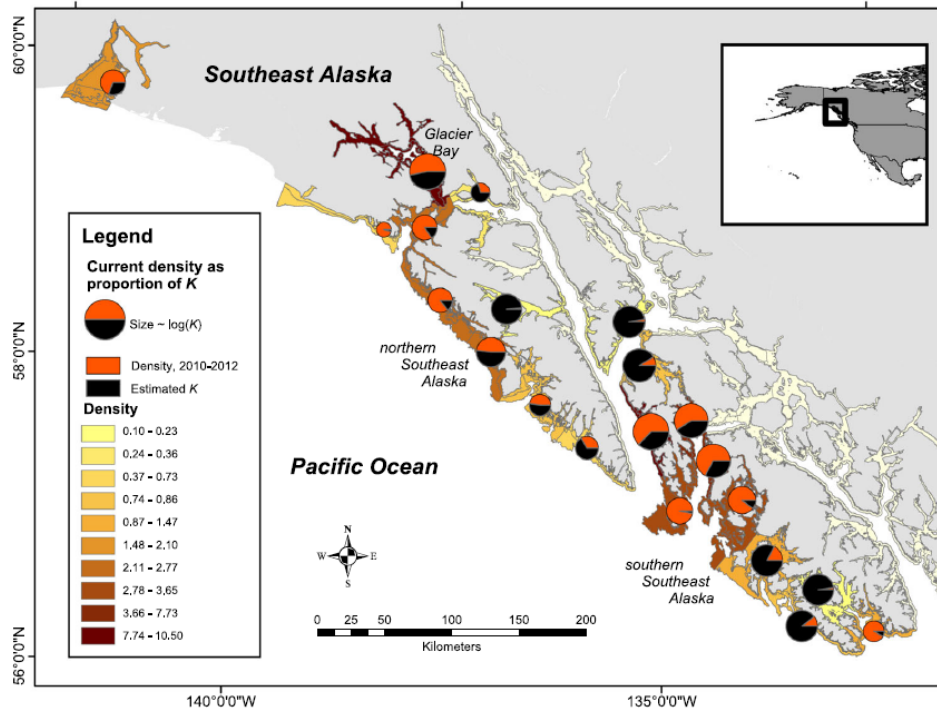 60°0'0"N
58°0'0"N
56°0'0"N
Southeast Alaska
Glacier
Bay
Legend
Current density as
proportion of K
Size ~ log(K)
Density, 2010-2012
Estimated K
Density
0.10 - 0.23
0.24 - 0.36
0.37 - 0.73
0.74 - 0.86
0.87 - 1.47
1.48 - 2.10
2.11 - 2.77
2.78 - 3.65
3.66 - 7.73
7.74 - 10.50
northern
Southeast
Alaska
Pacific Ocean
N
W
E
S
southern
Southeast
Alaska
0
50
100
150
200
Kilometers
140°0'0"W
135°0'0"W